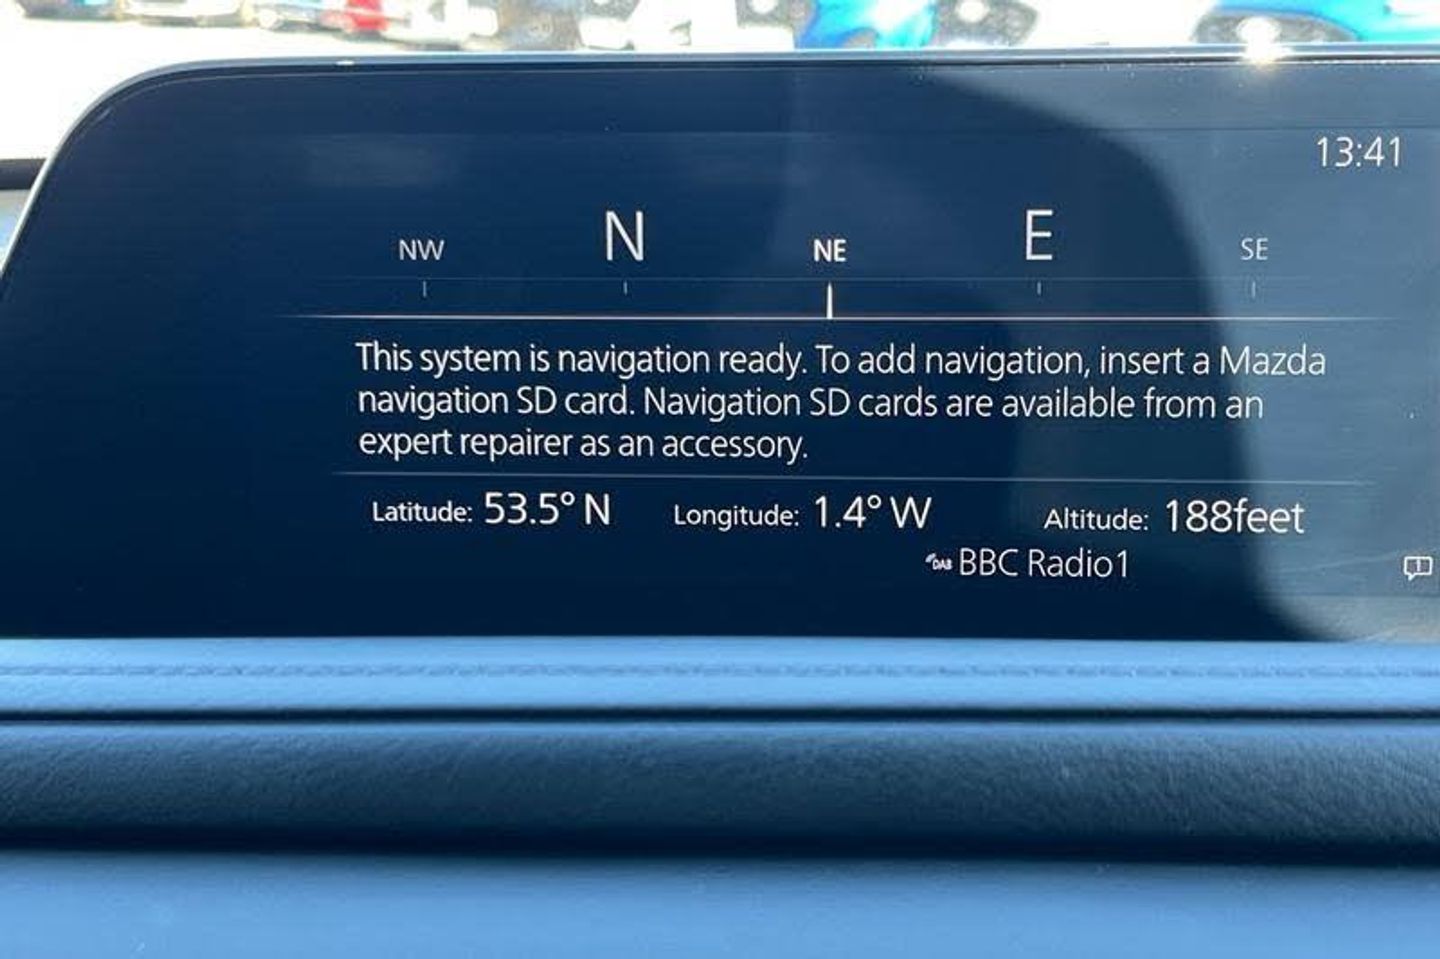 13:41
NW N NE E SE
This system is navigation ready. To add navigation, insert a Mazda
navigation SD card. Navigation SD cards are available from an
expert repairer as an accessory.
Latitude: 53.5° N Longitude: 1.4° W Altitude: 188feet
DAB BBC Radio1